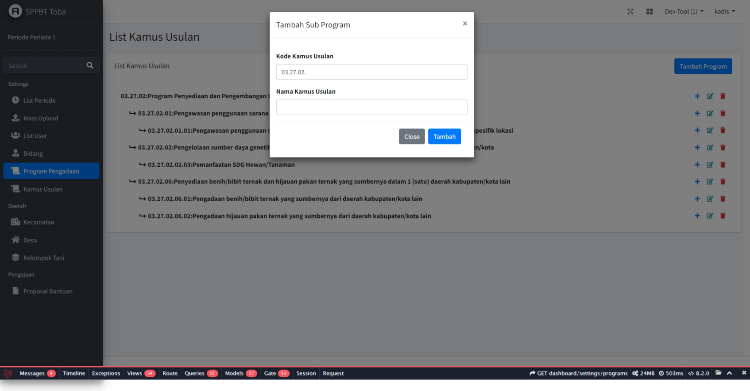 SPPBT Toba
Dev-Tool (1)
kadis
Periode Periode 1
Search
Settings
List Periode
Mass Upload
List User
Bidang
Program Pengadaan
Kamus Usulan
Daerah
Kecamatan
Desa
Kelompok Tani
Pengajuan
Proposal Bantuan
List Kamus Usulan
List Kamus Usulan
Tambah Program
03.27.02:Program Penyediaan dan Pengembangan
03.27.02.01:Pengawasan penggunaan sarana
03.27.02.01.01:Pengawasan penggunaan
spesifik lokasi
03.27.02.02:Pengelolaan sumber daya
n/kota
03.27.02.02.03:Pemanfaatan SDG Hewan/Tanaman
03.27.02.06:Penyediaan benih/bibit ternak dan hijauan pakan ternak yang sumbernya dalam 1 (satu) daerah kabupaten/kota lain
03.27.02.06.01:Pengadaan benih/bibit ternak yang sumbernya dari daerah kabupaten/kota lain
03.27.02.06.02:Pengadaan hijauan pakan ternak yang sumbernya dari daerah kabupaten/kota lain
Tambah Sub Program
×
Kode Kamus Usulan
03.27.02.
Nama Kamus Usulan
Close
Tambah
Messages
Timeline
Exceptions
Views
Route
Queries
Models
Gate
Session
Request
GET dashboard/settings/programs
24MB
503ms
8.2.0